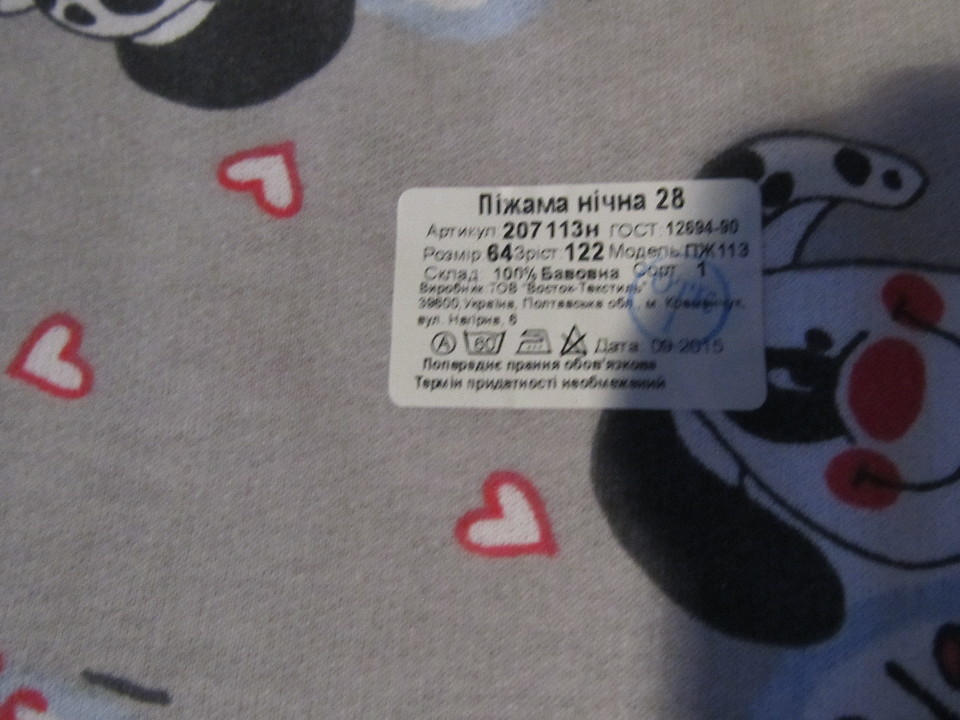 Піжама нічна 28
Артикул: 207113н ГОСТ: 12694-90
Розмір: 64 Зріст: 122 Модель: ПЖ113
Склад: 100% Бавовна Сорт: 1
Виробник: ТОВ "Восток-Текстиль"
39600, Україна, Полтавська обл., м. Кременчук,
вул.
A 60 Дата: 09.2015
Попереднє прання обов'язкове
Термін придатності необмежений